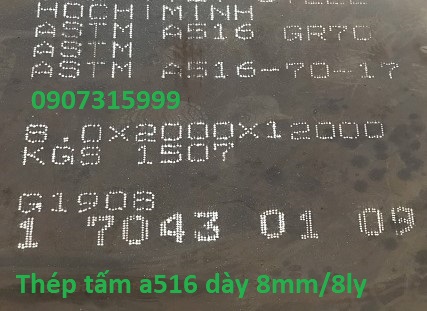 HOCHIMINH
ASTM A516 GR70
ASTM A516-70-17
0907315999
8.0X2000X12000
KGS 1507
G1908
1 7043 01 09
Thép tấm a516 dày 8mm/8ly